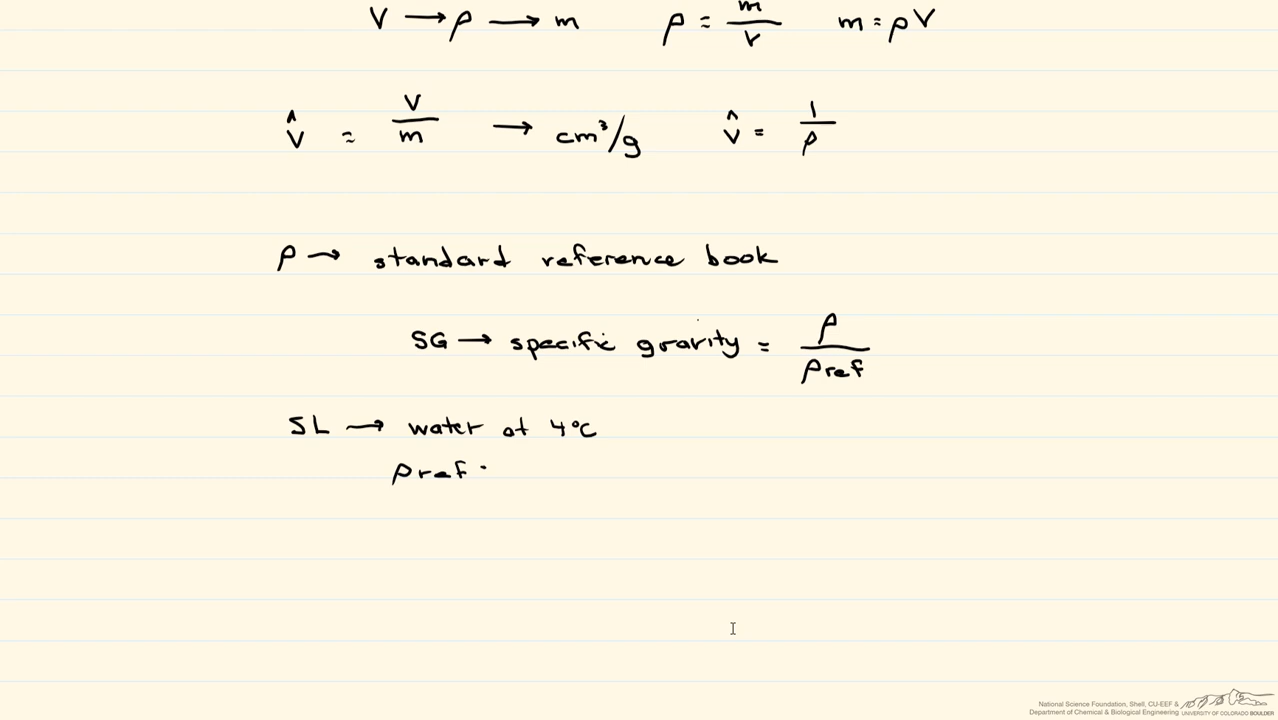 V → ρ → m ρ = m/V m = ρV
V̂ = V/m → cm³/g V̂ = 1/ρ
ρ → standard reference book
SG → specific gravity = ρ/ρref
SL → water at 4°C
ρref
National Science Foundation, Shell, CU-EEF &
Department of Chemical & Biological Engineering UNIVERSITY OF COLORADO BOULDER